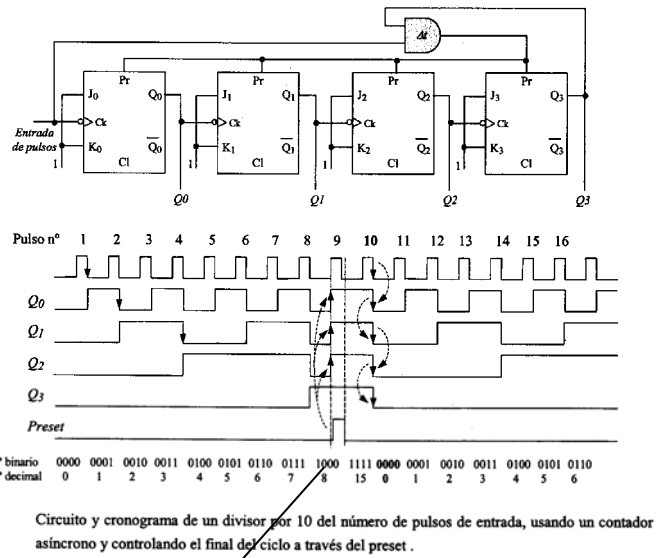 Δt
Pr Pr Pr Pr
J0 Q0 J1 Q1 J2 Q2 J3 Q3 Q3
Ck Ck Ck Ck
Entrada
de pulsos
K0 Q0 K1 Q1 K2 Q2 K3 Q3
1 Cl 1 Cl 1 Cl 1 Cl
Q0 Q1 Q2 Q3
Pulso nº 1 2 3 4 5 6 7 8 9 10 11 12 13 14 15 16
Q0
Q1
Q2
Q3
Preset
º binario 0000 0001 0010 0011 0100 0101 0110 0111 1000 1111 0000 0001 0010 0011 0100 0101 0110
º decimal 0 1 2 3 4 5 6 7 8 15 0 1 2 3 4 5 6
Circuito y cronograma de un divisor por 10 del número de pulsos de entrada, usando un contador
asíncrono y controlando el final del ciclo a través del preset .